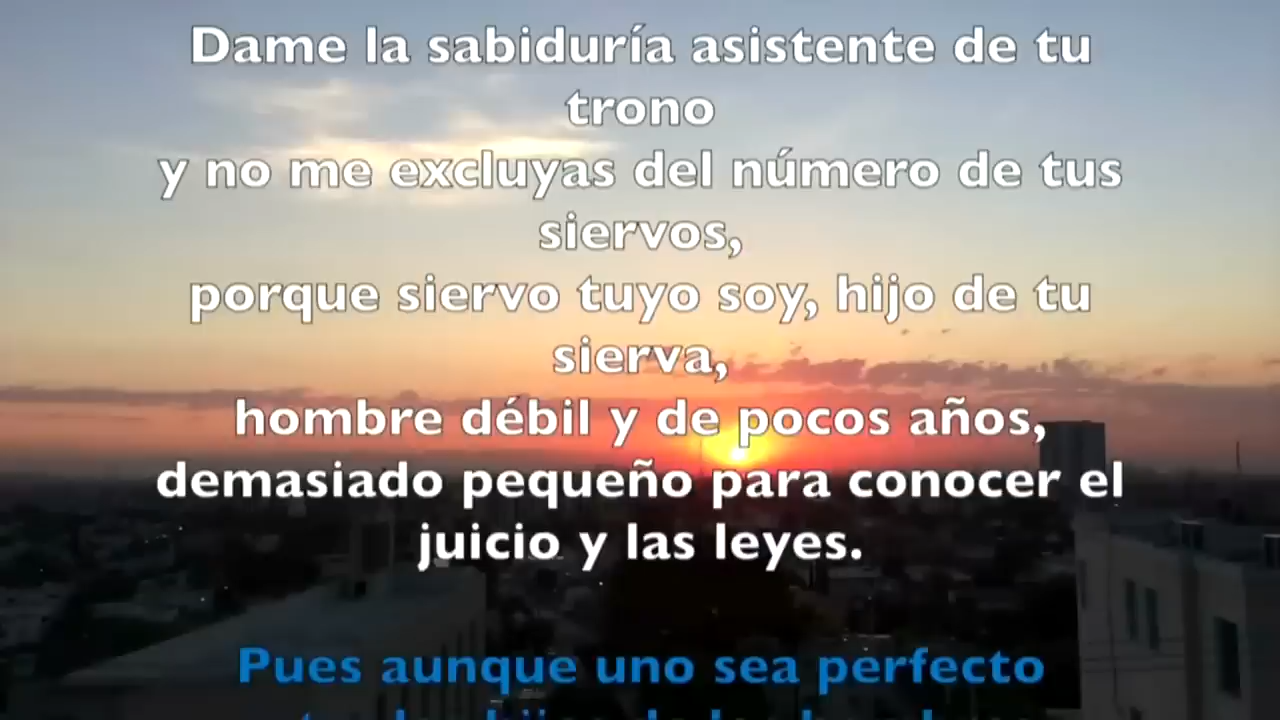 Dame la sabiduría asistente de tu
trono
y no me excluyas del número de tus
siervos,
porque siervo tuyo soy, hijo de tu
sierva,
hombre débil y de pocos años,
demasiado pequeño para conocer el
juicio y las leyes.
Pues aunque uno sea perfecto